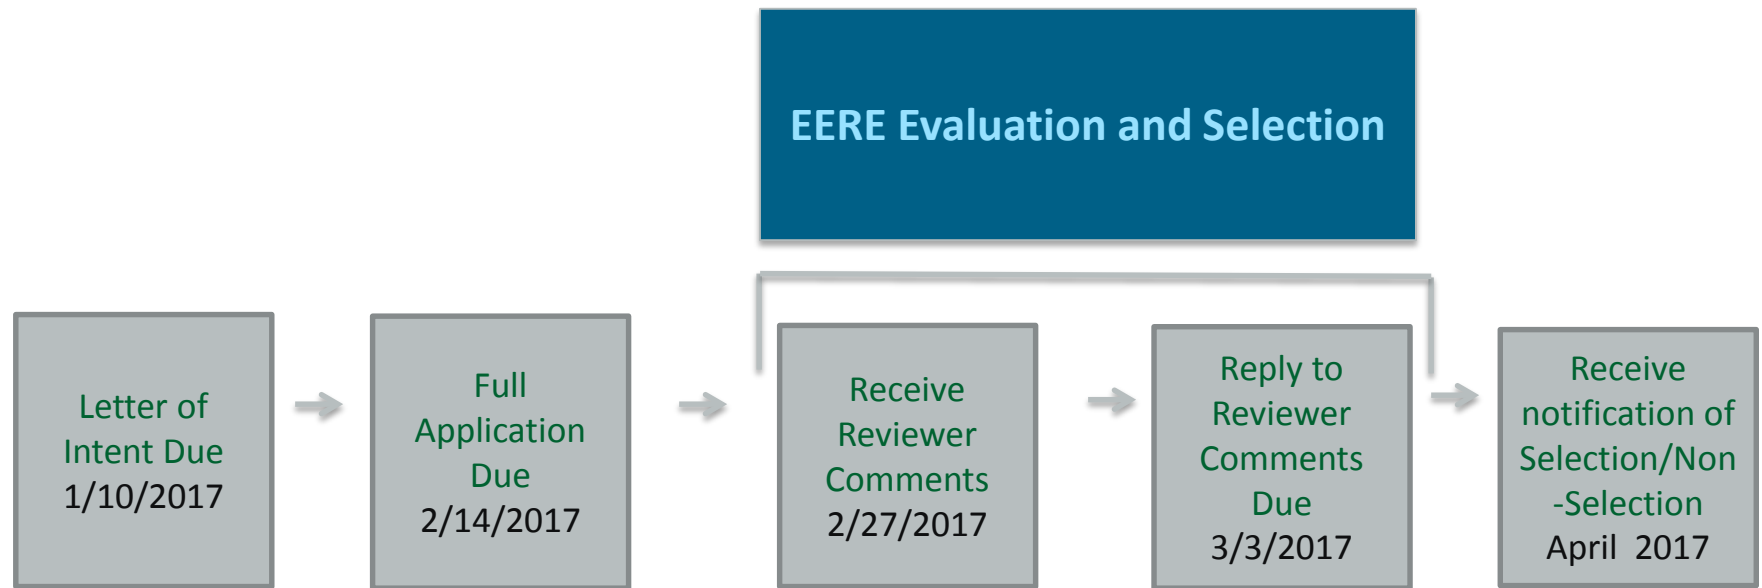 EERE Evaluation and Selection
Letter of
Intent Due
1/10/2017
Full
Application
Due
2/14/2017
Receive
Reviewer
Comments
2/27/2017
Reply to
Reviewer
Comments
Due
3/3/2017
Receive
notification of
Selection/Non
-Selection
April 2017